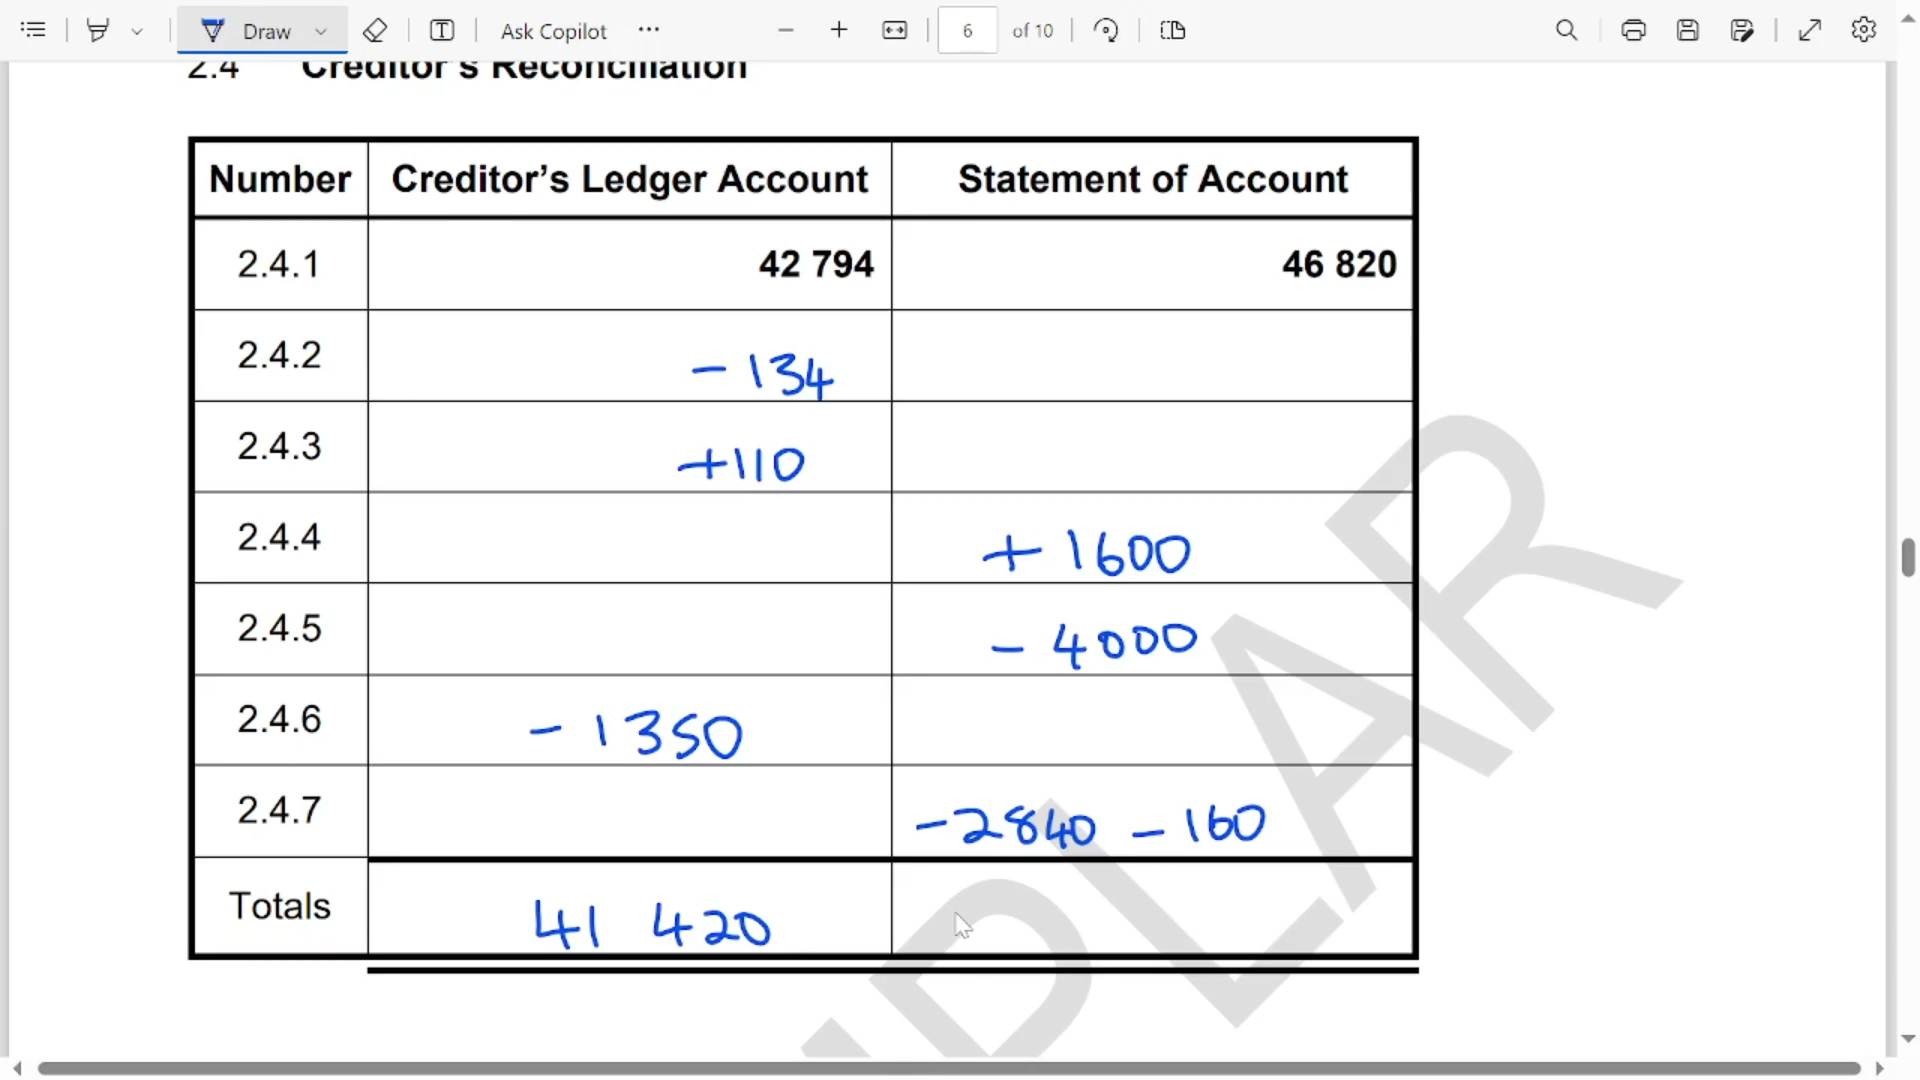 Draw
Ask Copilot
6 of 10
2.4 Creditor's Reconciliation
Number Creditor's Ledger Account Statement of Account
2.4.1 42 794 46 820
2.4.2 - 134
2.4.3 +110
2.4.4 + 1600
2.4.5 - 4000
2.4.6 - 1350
2.4.7 -2840 - 160
Totals 41 420
PLAR